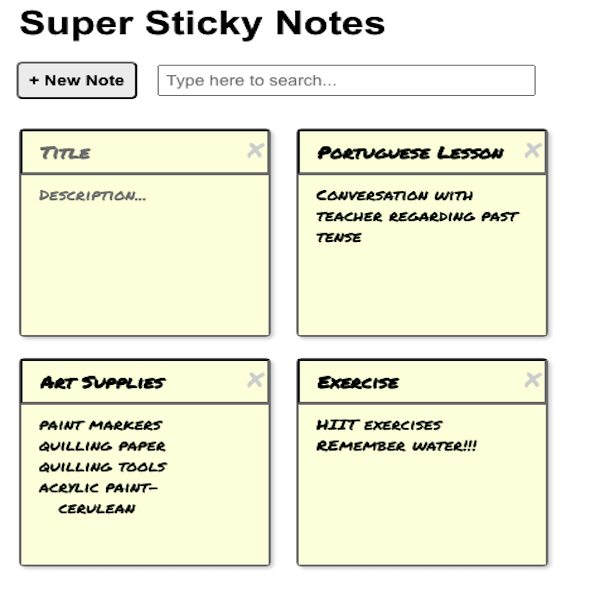 Super Sticky Notes
+ New Note
Type here to search...
Title
Description...
Portuguese Lesson
Conversation with
teacher regarding past
tense
Art Supplies
paint markers
quilling paper
quilling tools
acrylic paint-
cerulean
Exercise
HIIT exercises
REmember water!!!